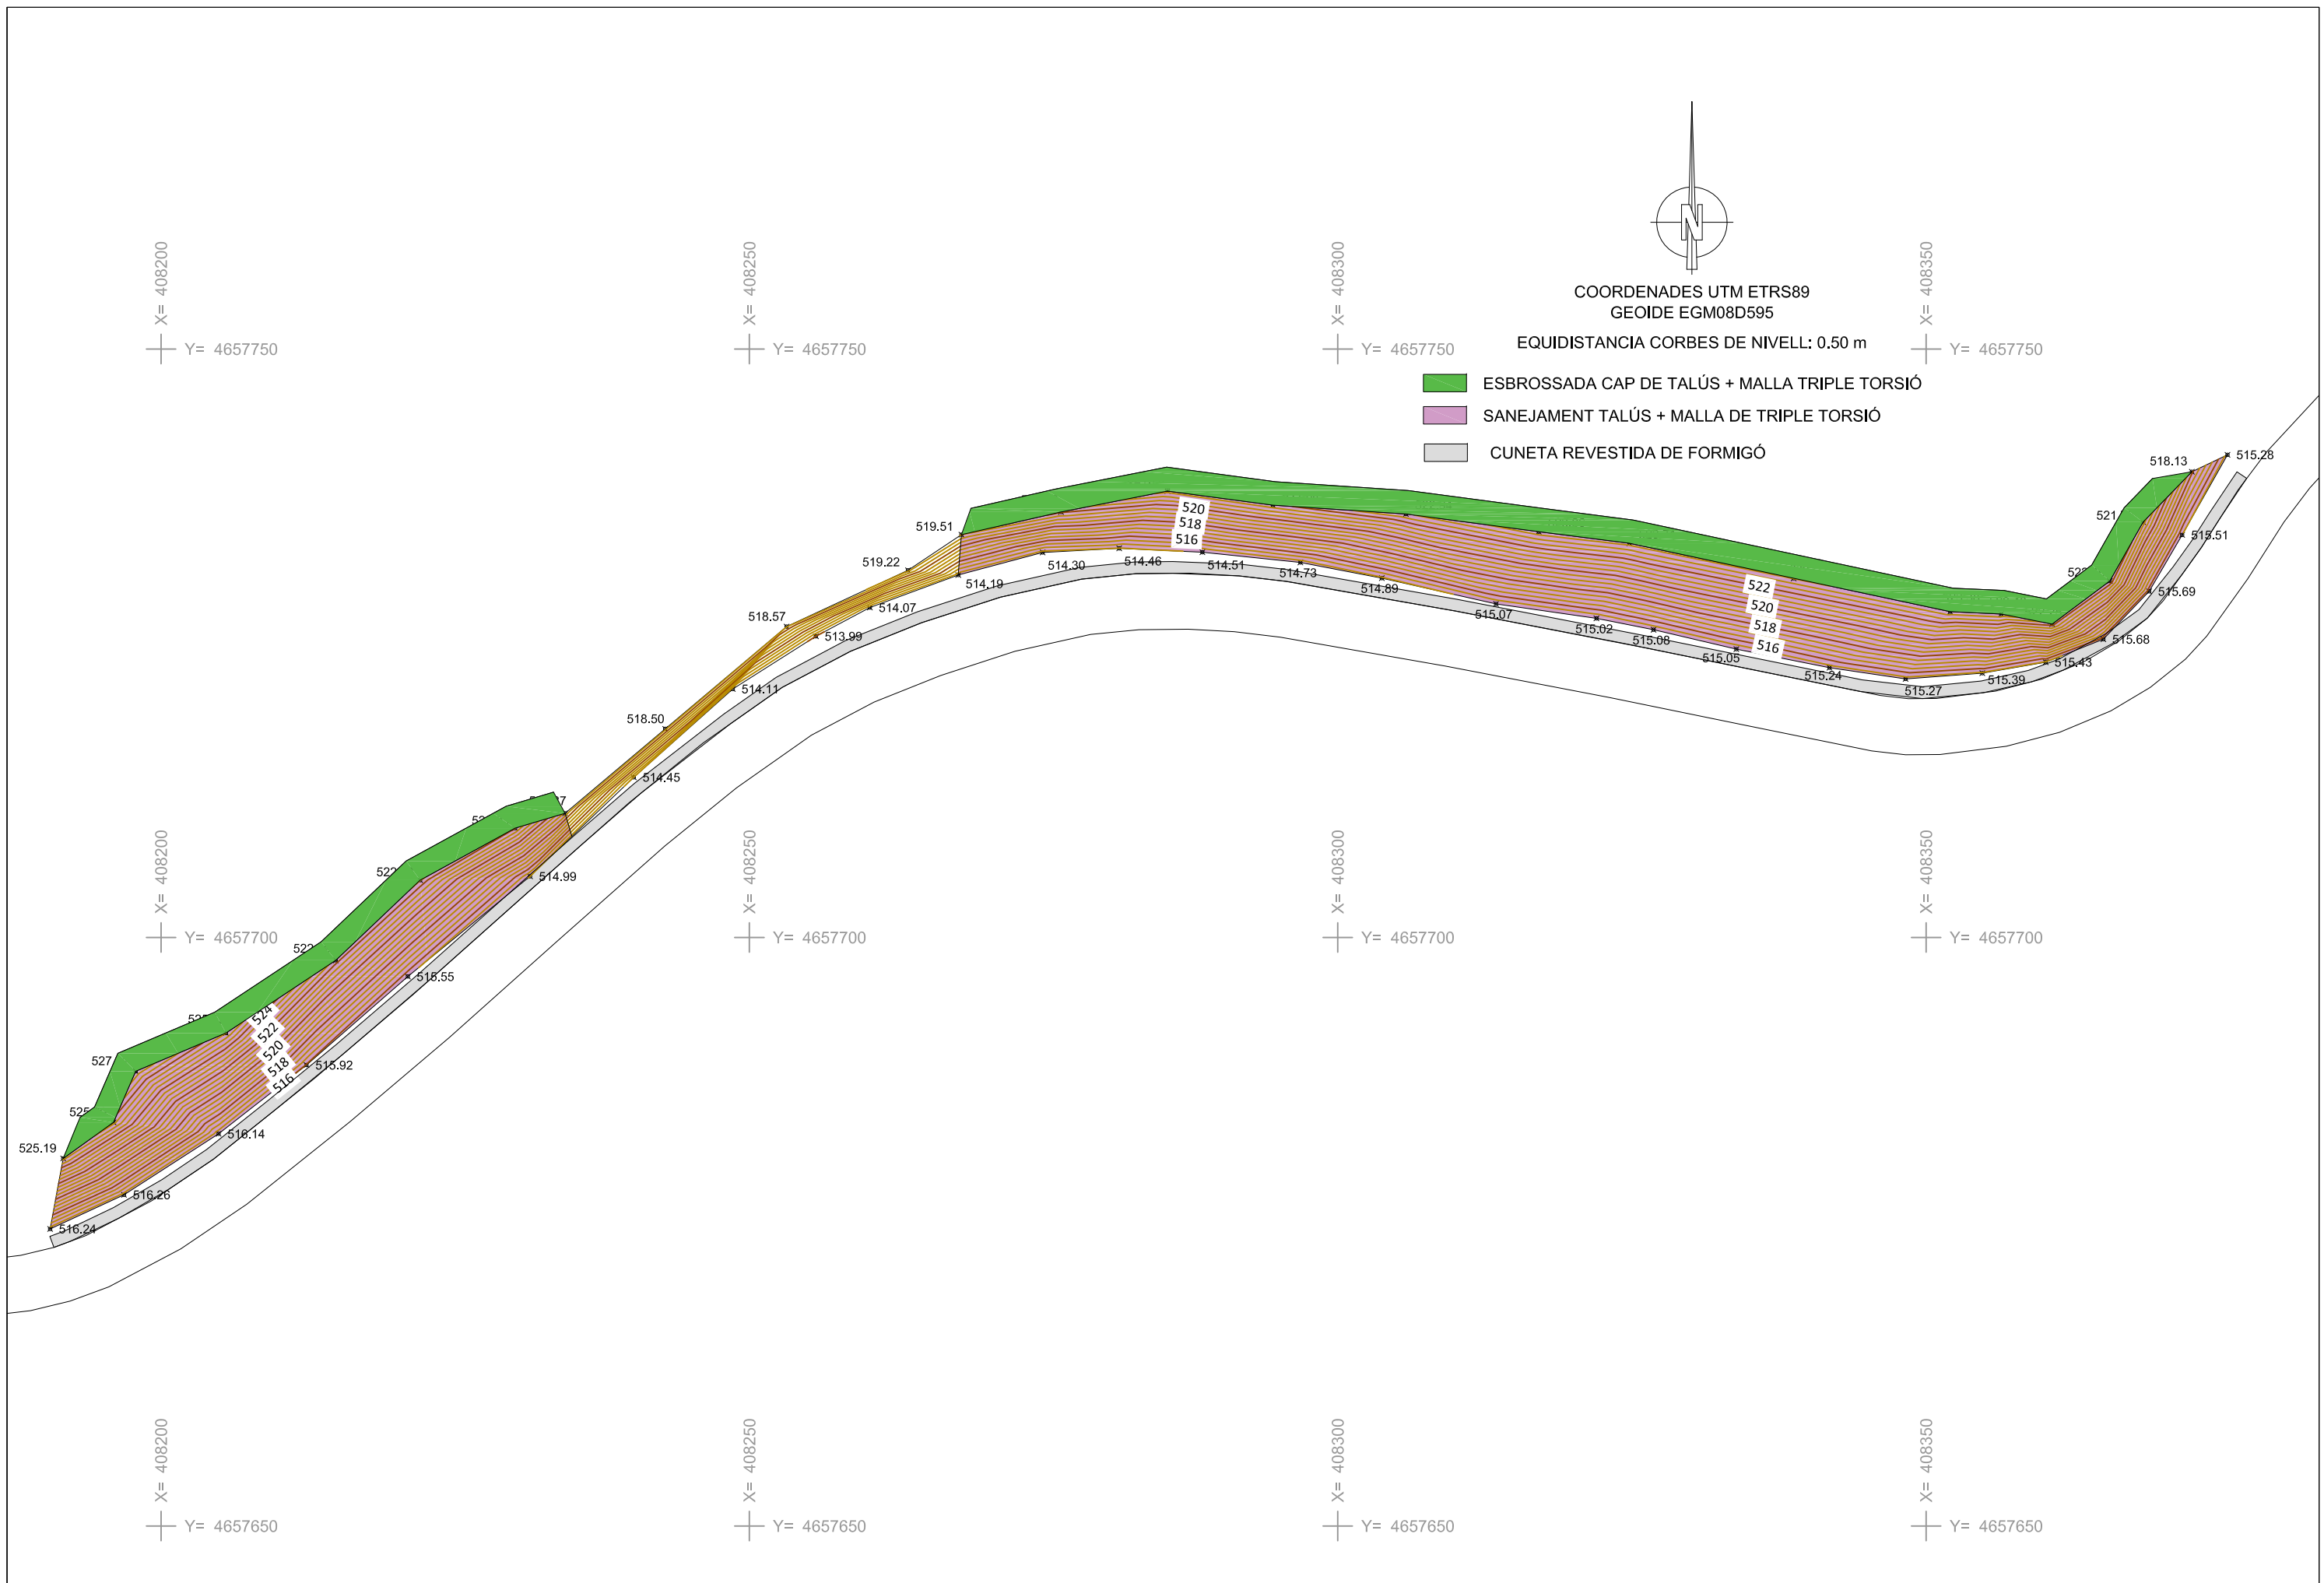 COORDENADES UTM ETRS89
GEOIDE EGM08D595
EQUIDISTANCIA CORBES DE NIVELL: 0.50 m
ESBROSSADA CAP DE TALÚS + MALLA TRIPLE TORSIÓ
SANEJAMENT TALÚS + MALLA DE TRIPLE TORSIÓ
CUNETA REVESTIDA DE FORMIGÓ
N
X= 408200
Y= 4657750
X= 408250
Y= 4657750
X= 408300
Y= 4657750
X= 408350
Y= 4657750
518.13
515.28
521
515.51
519.51
520
518
516
519.22
514.19
514.30
514.46
514.51
514.73
514.89
515.07
515.02
515.08
515.05
515.24
515.27
515.39
515.43
515.68
515.69
522
520
518
516
518.57
514.07
513.99
514.11
518.50
514.45
522
514.99
X= 408200
Y= 4657700
X= 408250
Y= 4657700
X= 408300
Y= 4657700
X= 408350
Y= 4657700
522
515.55
524
522
520
518
516
515.92
527
516.14
525.19
516.26
516.24
X= 408200
Y= 4657650
X= 408250
Y= 4657650
X= 408300
Y= 4657650
X= 408350
Y= 4657650